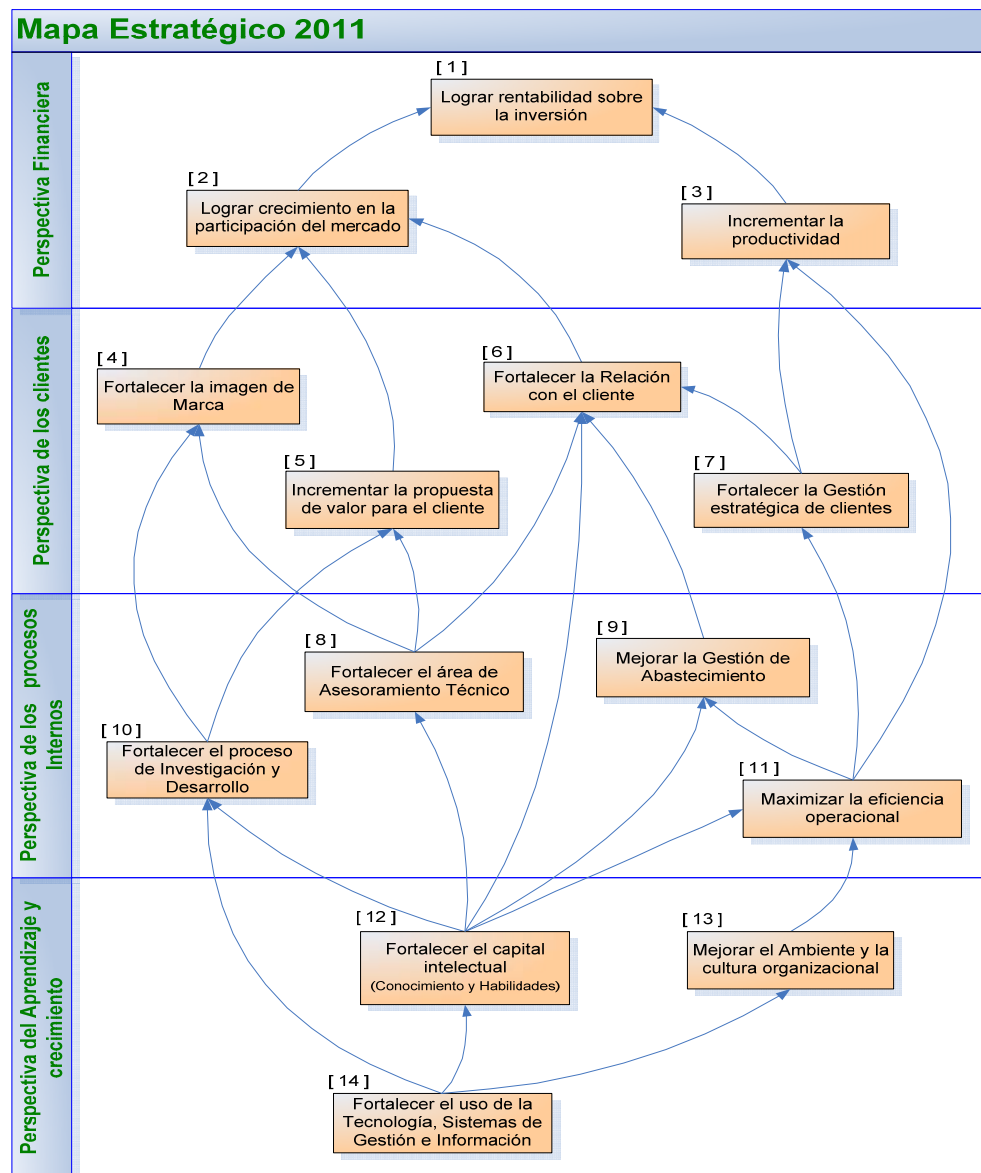 Mapa Estratégico 2011
Perspectiva Financiera
[ 1 ]
Lograr rentabilidad sobre
la inversión
[ 2 ]
Lograr crecimiento en la
participación del mercado
[ 3 ]
Incrementar la
productividad
Perspectiva de los clientes
[ 4 ]
Fortalecer la imagen de
Marca
[ 6 ]
Fortalecer la Relación
con el cliente
[ 5 ]
Incrementar la propuesta
de valor para el cliente
[ 7 ]
Fortalecer la Gestión
estratégica de clientes
Perspectiva de los procesos
Internos
[ 8 ]
Fortalecer el área de
Asesoramiento Técnico
[ 9 ]
Mejorar la Gestión de
Abastecimiento
[ 10 ]
Fortalecer el proceso
de Investigación y
Desarrollo
[ 11 ]
Maximizar la eficiencia
operacional
Perspectiva del Aprendizaje y
crecimiento
[ 12 ]
Fortalecer el capital
intelectual
(Conocimiento y Habilidades)
[ 13 ]
Mejorar el Ambiente y la
cultura organizacional
[ 14 ]
Fortalecer el uso de la
Tecnología, Sistemas de
Gestión e Información